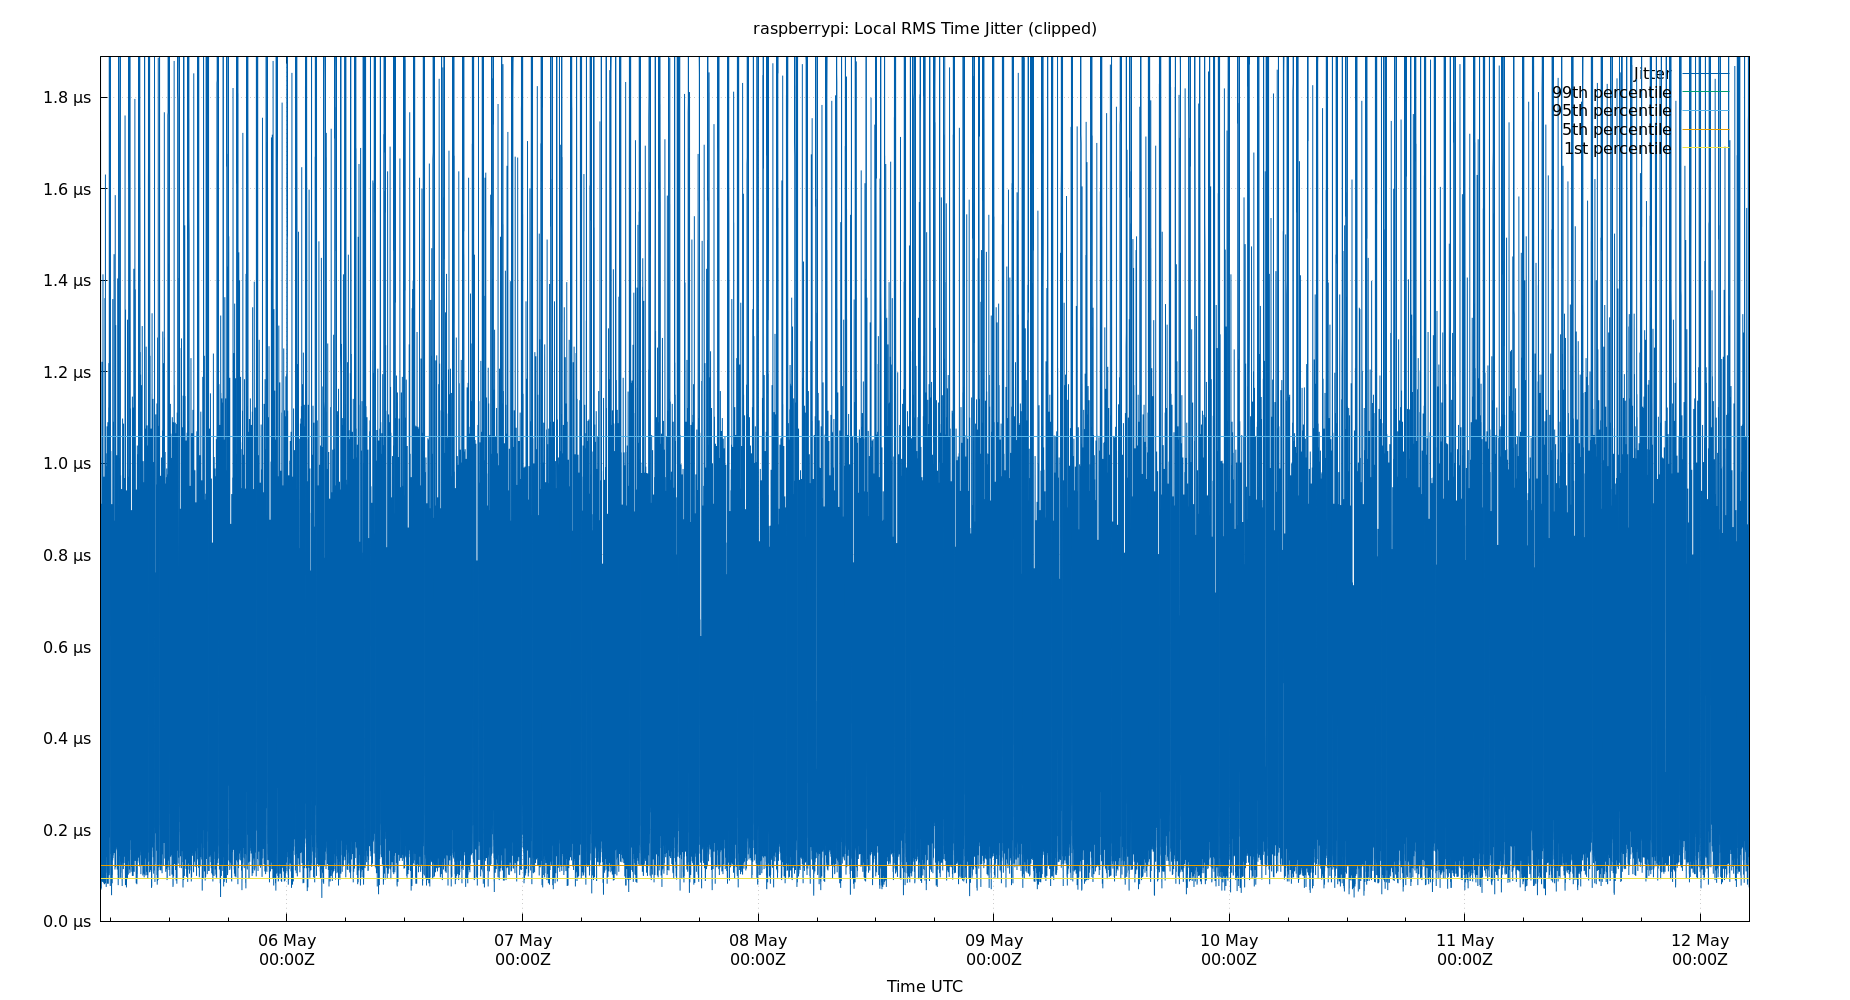 raspberrypi: Local RMS Time Jitter (clipped)
1.8 µs
1.6 µs
1.4 µs
1.2 µs
1.0 µs
0.8 µs
0.6 µs
0.4 µs
0.2 µs
0.0 µs
Jitter
99th percentile
95th percentile
5th percentile
1st percentile
06 May
00:00Z
07 May
00:00Z
08 May
00:00Z
09 May
00:00Z
10 May
00:00Z
11 May
00:00Z
12 May
00:00Z
Time UTC